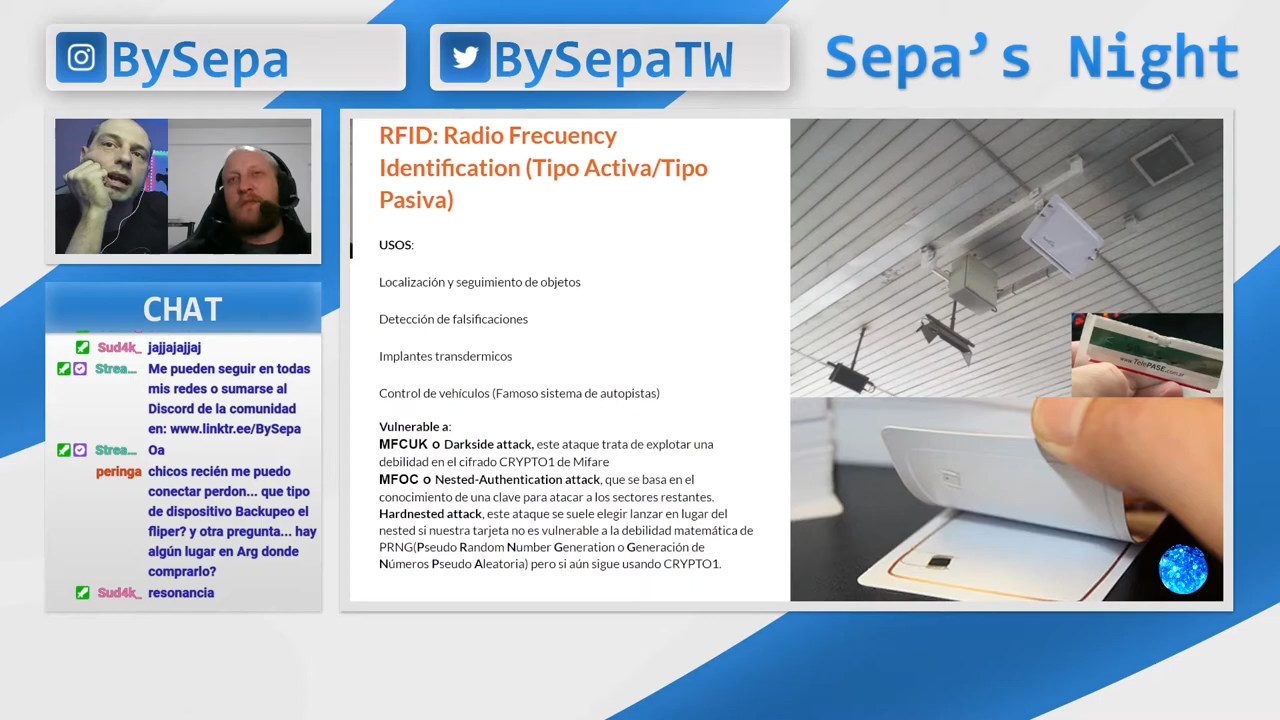 BySepa
BySepaTW
Sepa's Night
RFID: Radio Frecuency
Identification (Tipo Activa/Tipo
Pasiva)
USOS:
Localización y seguimiento de objetos
Detección de falsificaciones
Implantes transdermicos
Control de vehículos (Famoso sistema de autopistas)
Vulnerable a:
MFCUK o Darkside attack, este ataque trata de explotar una
debilidad en el cifrado CRYPTO1 de Mifare
MFOC o Nested-Authentication attack, que se basa en el
conocimiento de una clave para atacar a los sectores restantes.
Hardnested attack, este ataque se suele elegir lanzar en lugar del
nested si nuestra tarjeta no es vulnerable a la debilidad matemática de
PRNG(Pseudo Random Number Generation o Generación de
Números Pseudo Aleatoria) pero si aún sigue usando CRYPTO1.
www.TelePASE.com.ar
CHAT
Sud4k_ jajjajajjaj
Strea... Me pueden seguir en todas
mis redes o sumarse al
Discord de la comunidad
en: www.linktr.ee/BySepa
Strea... Oa
peringa chicos recién me puedo
conectar perdon... que tipo
de dispositivo Backupeo el
fliper? y otra pregunta... hay
algún lugar en Arg donde
comprarlo?
Sud4k_ resonancia